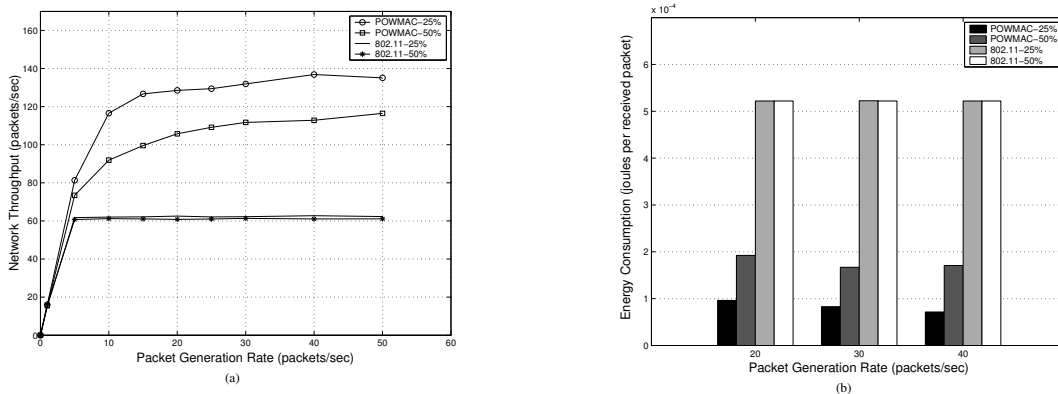 160
140
120
100
80
60
40
20
0
Network Throughput (packets/sec)
POWMAC−25%
POWMAC−50%
802.11−25%
802.11−50%
0 10 20 30 40 50 60
Packet Generation Rate (packets/sec)
(a)
x 10⁻⁴
6
5
4
3
2
1
0
Energy Consumption (joules per received packet)
POWMAC−25%
POWMAC−50%
802.11−25%
802.11−50%
20 30 40
Packet Generation Rate (packets/sec)
(b)